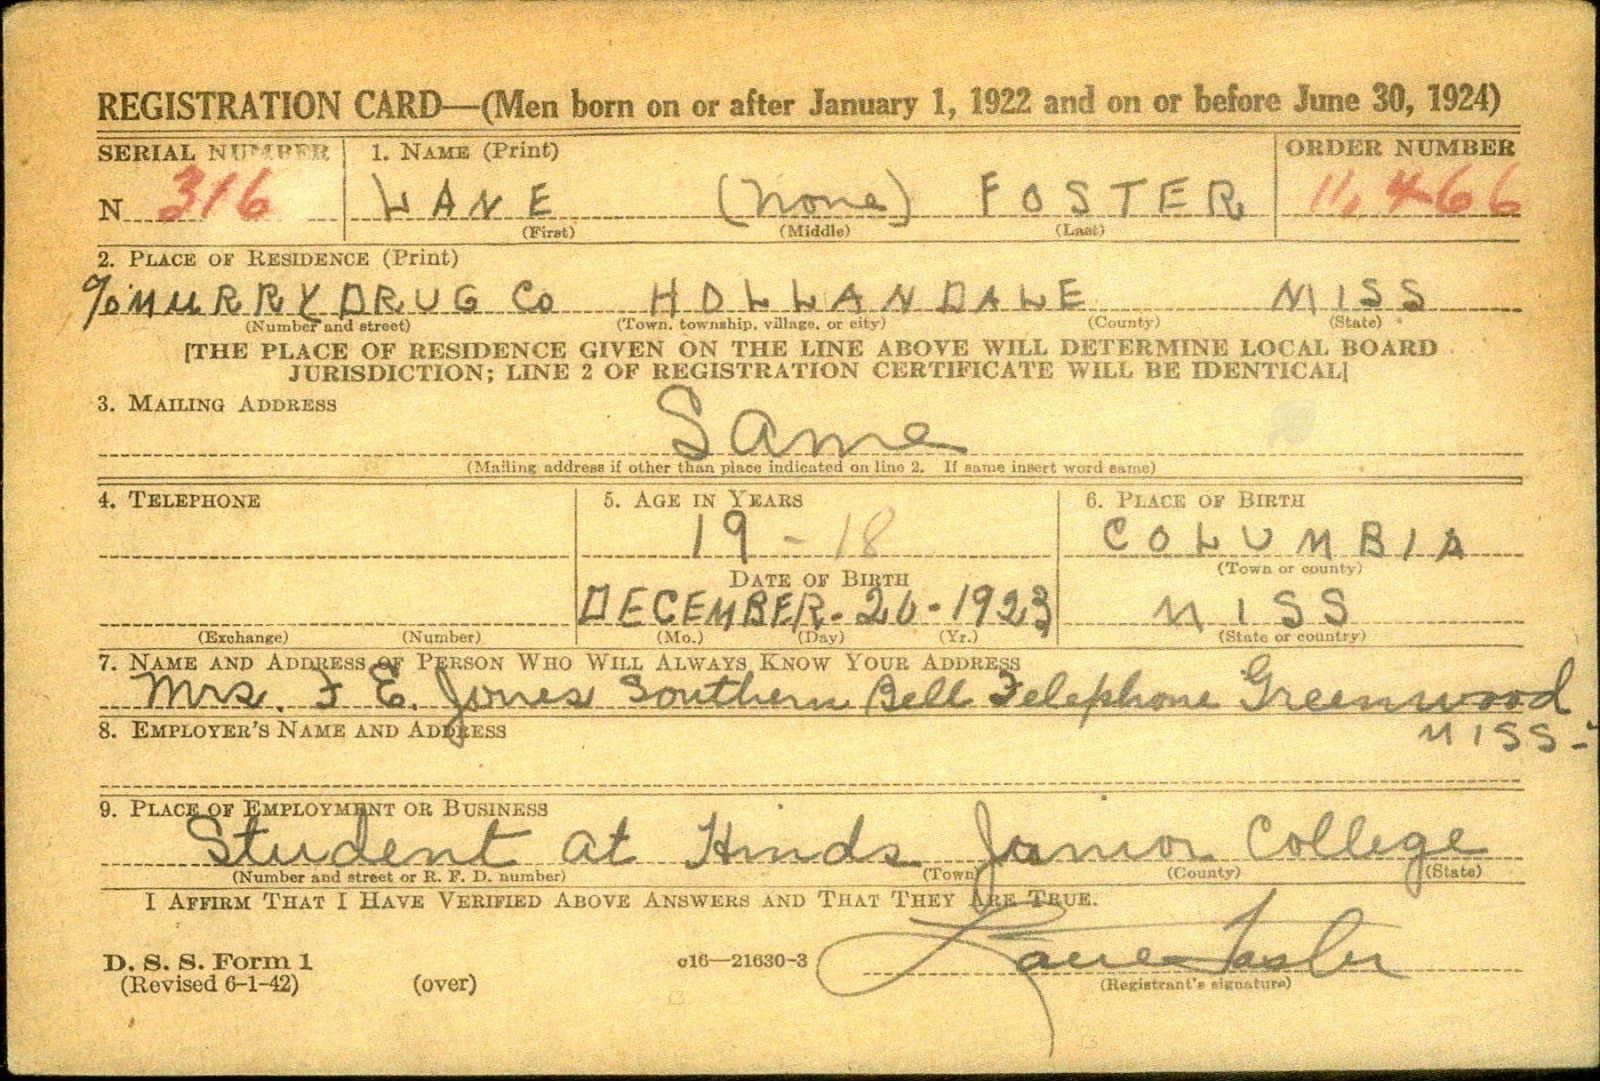 REGISTRATION CARD—(Men born on or after January 1, 1922 and on or before June 30, 1924)
SERIAL NUMBER 1. NAME (Print) ORDER NUMBER
N 316 LANE (None) FOSTER 11,466
(First) (Middle) (Last)
2. PLACE OF RESIDENCE (Print)
% MURRY DRUG Co HOLLANDALE MISS
(Number and street) (Town, township, village, or city) (County) (State)
[THE PLACE OF RESIDENCE GIVEN ON THE LINE ABOVE WILL DETERMINE LOCAL BOARD
JURISDICTION; LINE 2 OF REGISTRATION CERTIFICATE WILL BE IDENTICAL]
3. MAILING ADDRESS
Same
(Mailing address if other than place indicated on line 2. If same insert word same)
4. TELEPHONE 5. AGE IN YEARS 6. PLACE OF BIRTH
19 - 18 COLUMBIA
(Town or county)
DATE OF BIRTH
DECEMBER - 26 - 1923 MISS
(Exchange) (Number) (Mo.) (Day) (Yr.) (State or country)
7. NAME AND ADDRESS OF PERSON WHO WILL ALWAYS KNOW YOUR ADDRESS
Mrs. F E. Jones Southern Bell Telephone Greenwood
MISS -
8. EMPLOYER'S NAME AND ADDRESS
9. PLACE OF EMPLOYMENT OR BUSINESS
Student at Hinds Junior College
(Number and street or R. F. D. number) (Town) (County) (State)
I AFFIRM THAT I HAVE VERIFIED ABOVE ANSWERS AND THAT THEY ARE TRUE.
D. S. S. Form 1 c16—21630-3 Lane Foster
(Revised 6-1-42) (over) (Registrant's signature)